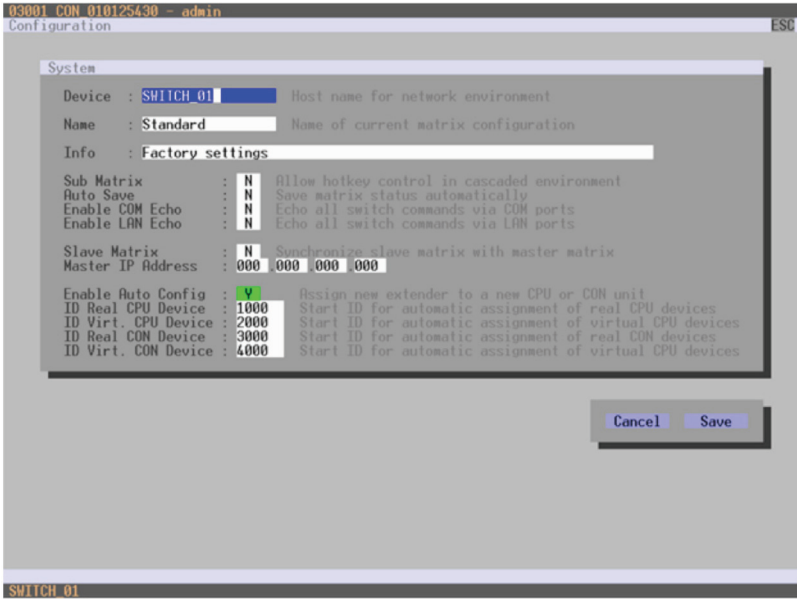 03001 CON 010125430 - admin
Configuration ESC
System
Device : SWITCH_01 Host name for network environment
Name : Standard Name of current matrix configuration
Info : Factory settings
Sub Matrix : N Allow hotkey control in cascaded environment
Auto Save : N Save matrix status automatically
Enable COM Echo : N Echo all switch commands via COM ports
Enable LAN Echo : N Echo all switch commands via LAN ports
Slave Matrix : N Synchronize slave matrix with master matrix
Master IP Address : 000 .000 .000 .000
Enable Auto Config : Y Assign new extender to a new CPU or CON unit
ID Real CPU Device : 1000 Start ID for automatic assignment of real CPU devices
ID Virt. CPU Device : 2000 Start ID for automatic assignment of virtual CPU devices
ID Real CON Device : 3000 Start ID for automatic assignment of real CON devices
ID Virt. CON Device : 4000 Start ID for automatic assignment of virtual CPU devices
Cancel Save
SWITCH_01